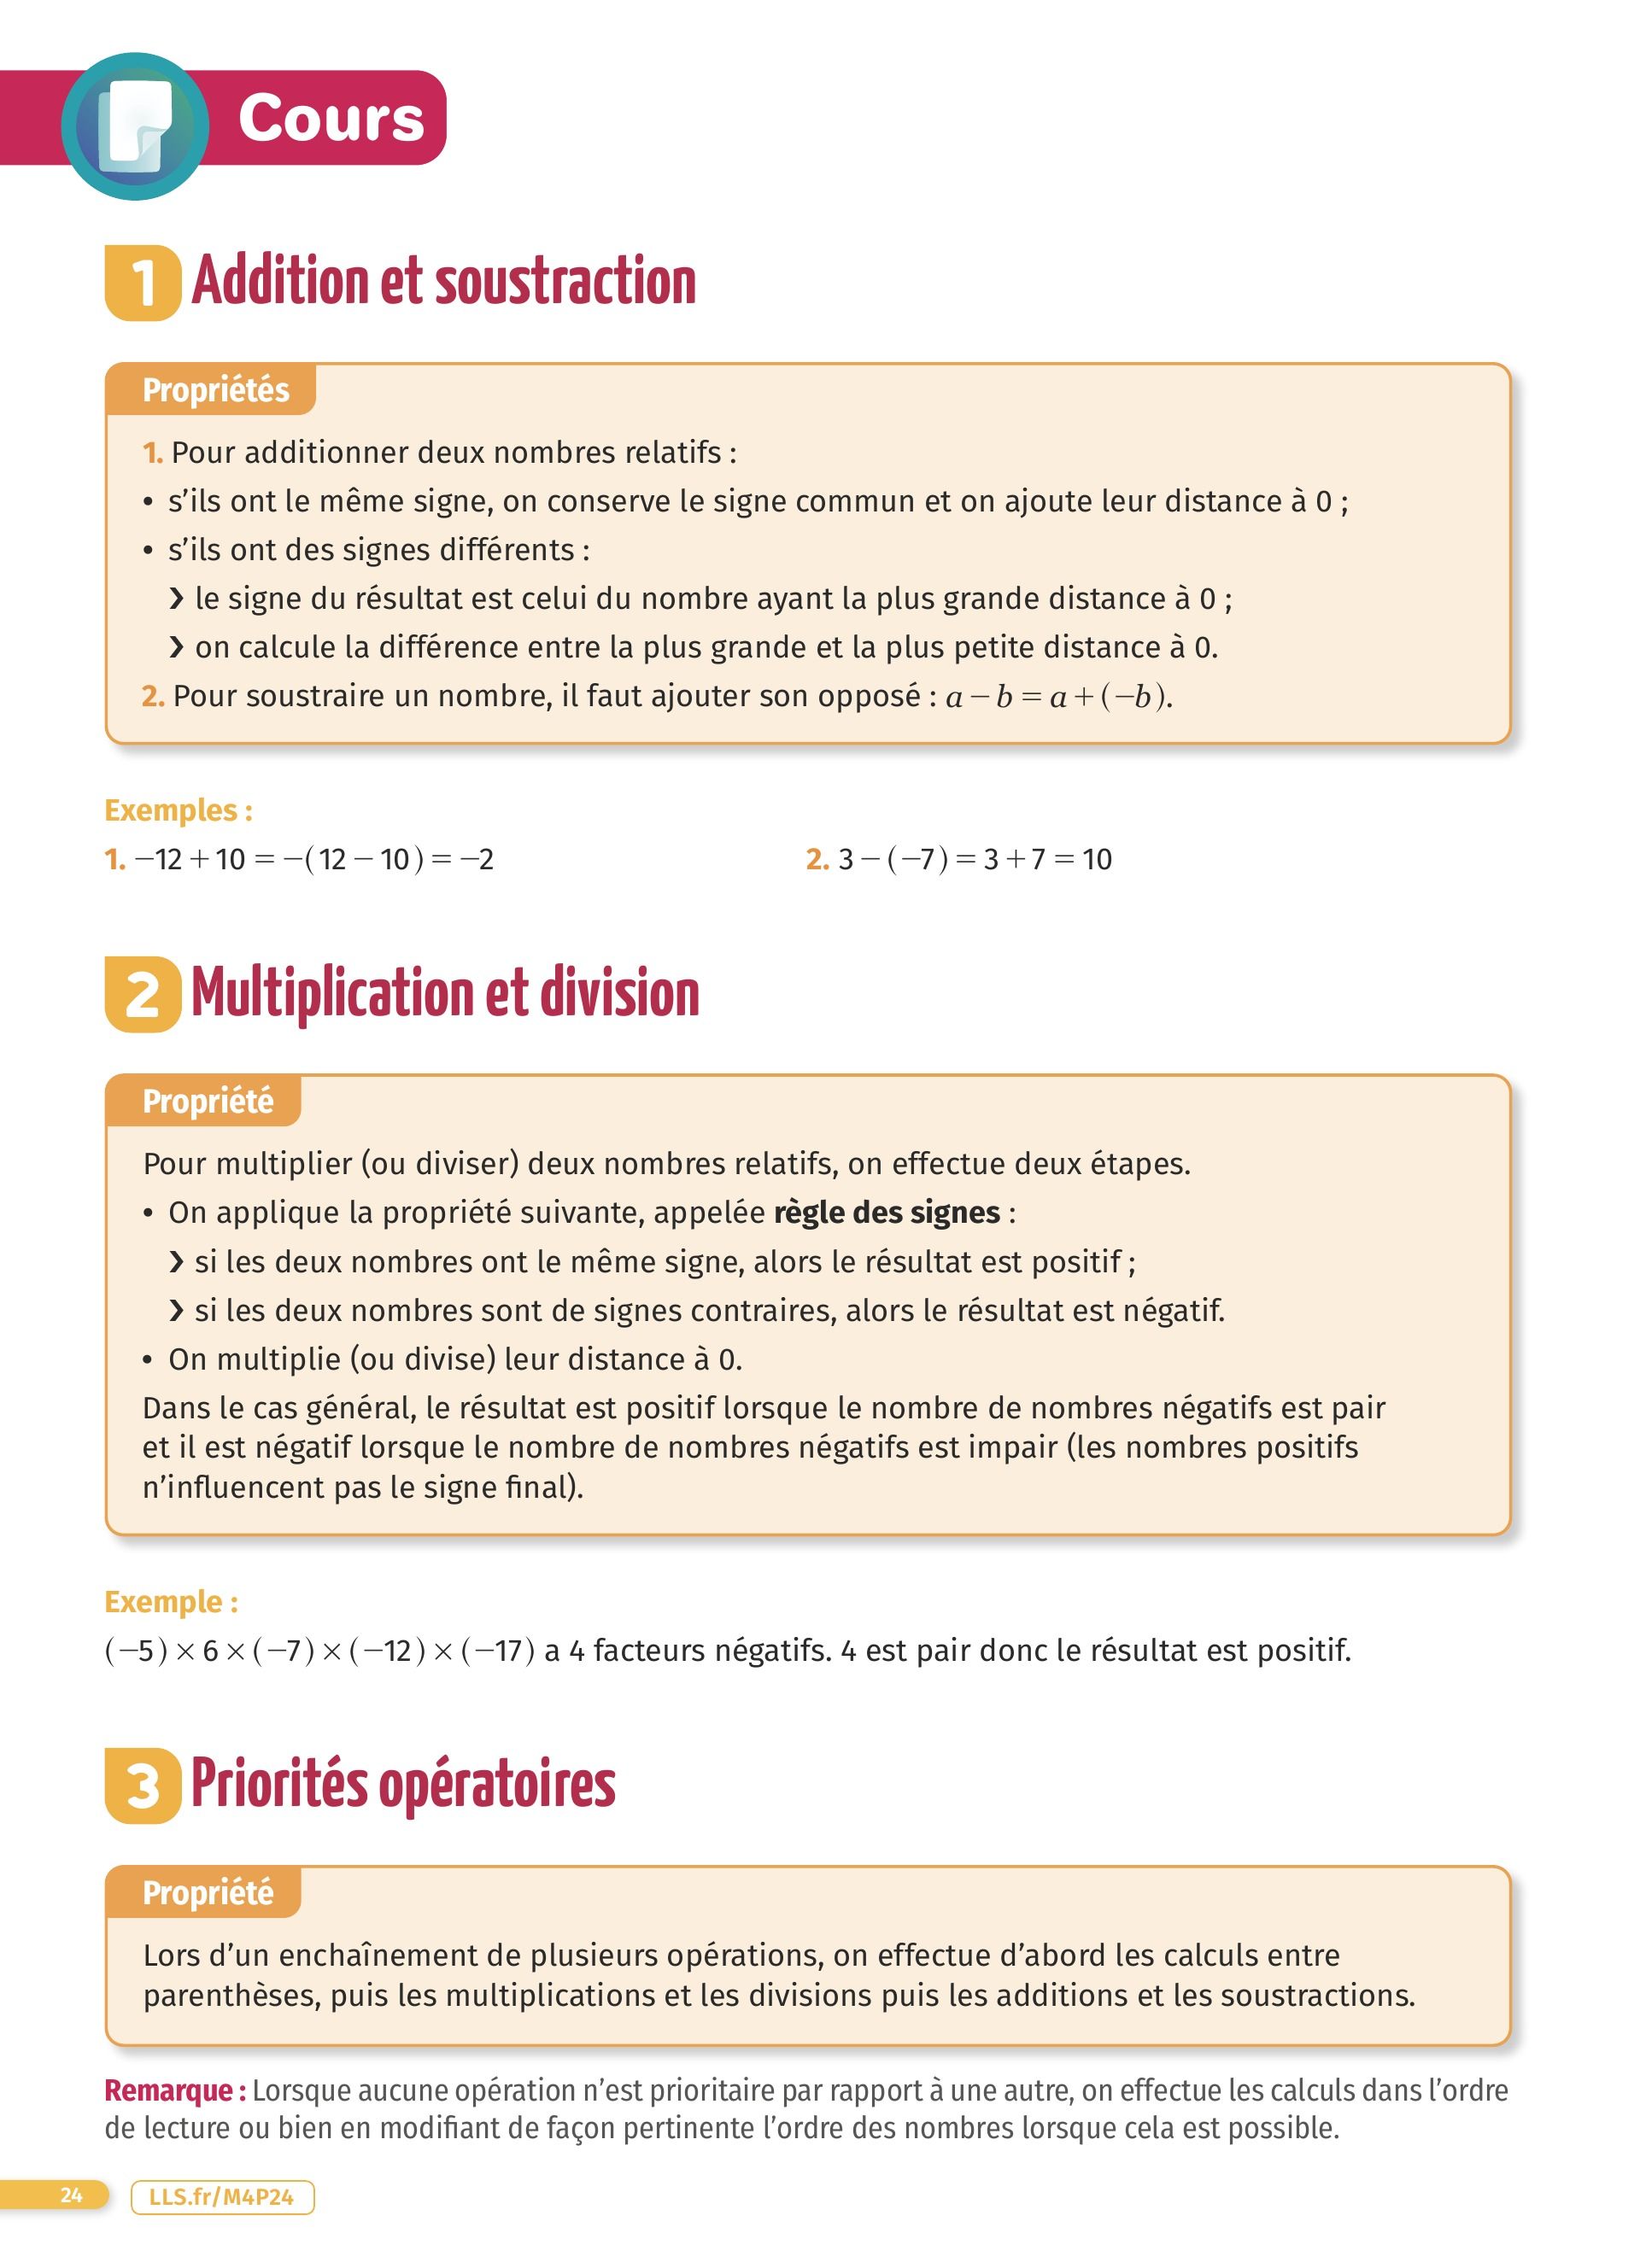 Cours
1 Addition et soustraction
Propriétés
1. Pour additionner deux nombres relatifs :
• s’ils ont le même signe, on conserve le signe commun et on ajoute leur distance à 0 ;
• s’ils ont des signes différents :
❯ le signe du résultat est celui du nombre ayant la plus grande distance à 0 ;
❯ on calcule la différence entre la plus grande et la plus petite distance à 0.
2. Pour soustraire un nombre, il faut ajouter son opposé : a − b = a + (−b).
Exemples :
1. −12 + 10 = −(12 − 10) = −2
2. 3 − (−7) = 3 + 7 = 10
2 Multiplication et division
Propriété
Pour multiplier (ou diviser) deux nombres relatifs, on effectue deux étapes.
• On applique la propriété suivante, appelée règle des signes :
❯ si les deux nombres ont le même signe, alors le résultat est positif ;
❯ si les deux nombres sont de signes contraires, alors le résultat est négatif.
• On multiplie (ou divise) leur distance à 0.
Dans le cas général, le résultat est positif lorsque le nombre de nombres négatifs est pair
et il est négatif lorsque le nombre de nombres négatifs est impair (les nombres positifs
n’influencent pas le signe final).
Exemple :
(−5) × 6 × (−7) × (−12) × (−17) a 4 facteurs négatifs. 4 est pair donc le résultat est positif.
3 Priorités opératoires
Propriété
Lors d’un enchaînement de plusieurs opérations, on effectue d’abord les calculs entre
parenthèses, puis les multiplications et les divisions puis les additions et les soustractions.
Remarque : Lorsque aucune opération n’est prioritaire par rapport à une autre, on effectue les calculs dans l’ordre
de lecture ou bien en modifiant de façon pertinente l’ordre des nombres lorsque cela est possible.
24
LLS.fr/M4P24